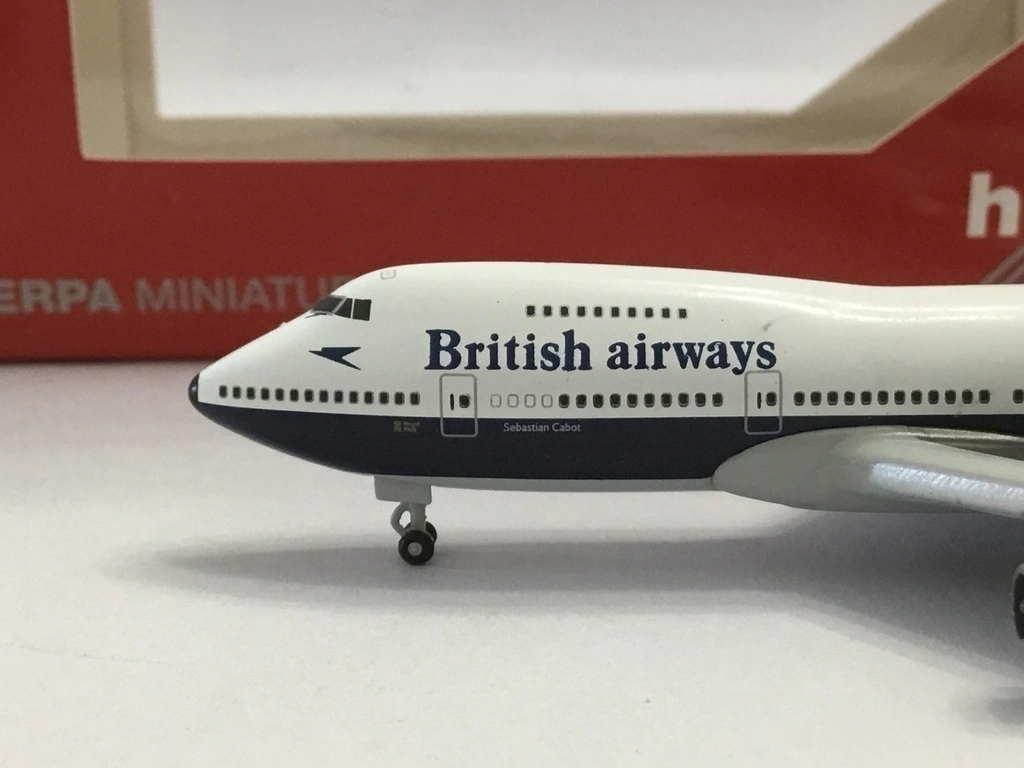 h
ERPA MINIATU
British airways
Sebastian Cabot